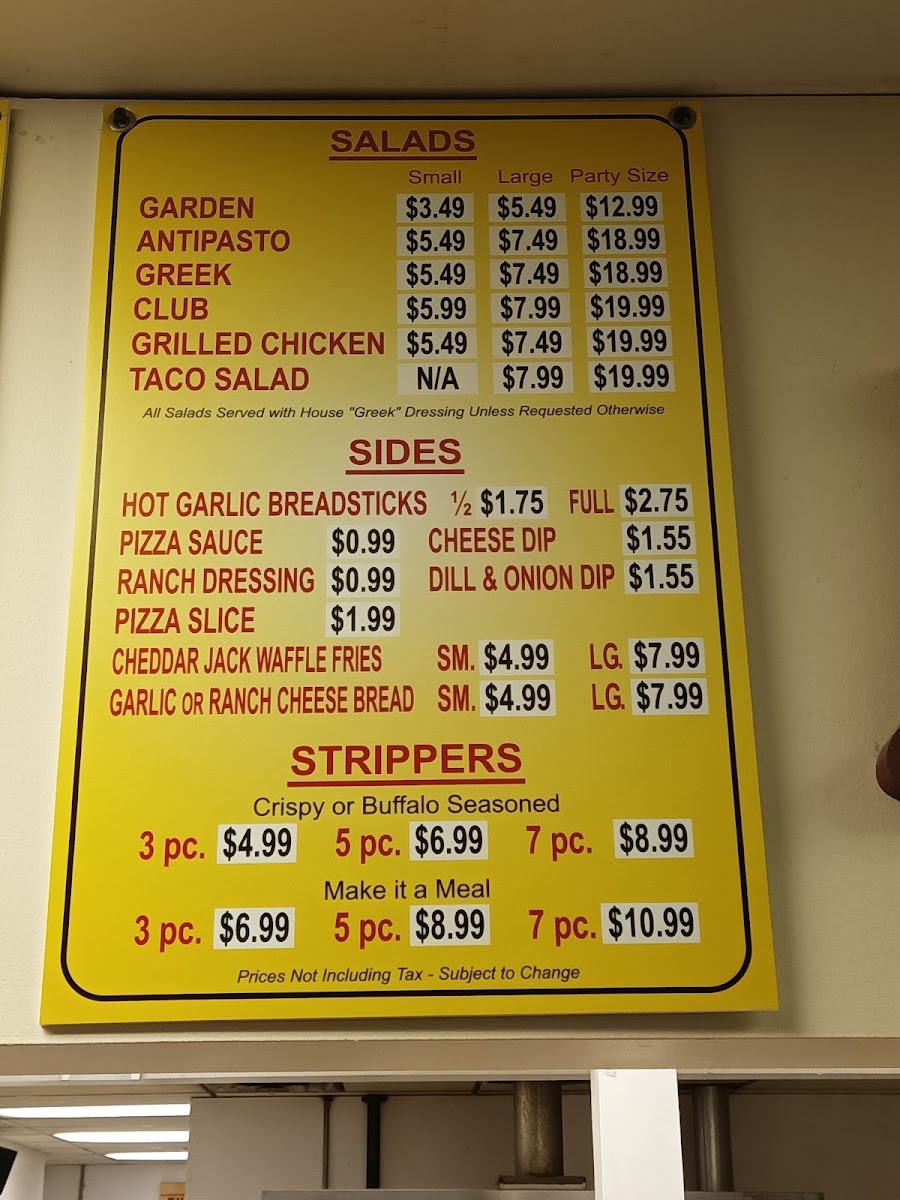 SALADS
Small Large Party Size
GARDEN $3.49 $5.49 $12.99
ANTIPASTO $5.49 $7.49 $18.99
GREEK $5.49 $7.49 $18.99
CLUB $5.99 $7.99 $19.99
GRILLED CHICKEN $5.49 $7.49 $19.99
TACO SALAD N/A $7.99 $19.99
All Salads Served with House "Greek" Dressing Unless Requested Otherwise
SIDES
HOT GARLIC BREADSTICKS ½ $1.75 FULL $2.75
PIZZA SAUCE $0.99 CHEESE DIP $1.55
RANCH DRESSING $0.99 DILL & ONION DIP $1.55
PIZZA SLICE $1.99
CHEDDAR JACK WAFFLE FRIES SM. $4.99 LG. $7.99
GARLIC OR RANCH CHEESE BREAD SM. $4.99 LG. $7.99
STRIPPERS
Crispy or Buffalo Seasoned
3 pc. $4.99 5 pc. $6.99 7 pc. $8.99
Make it a Meal
3 pc. $6.99 5 pc. $8.99 7 pc. $10.99
Prices Not Including Tax - Subject to Change